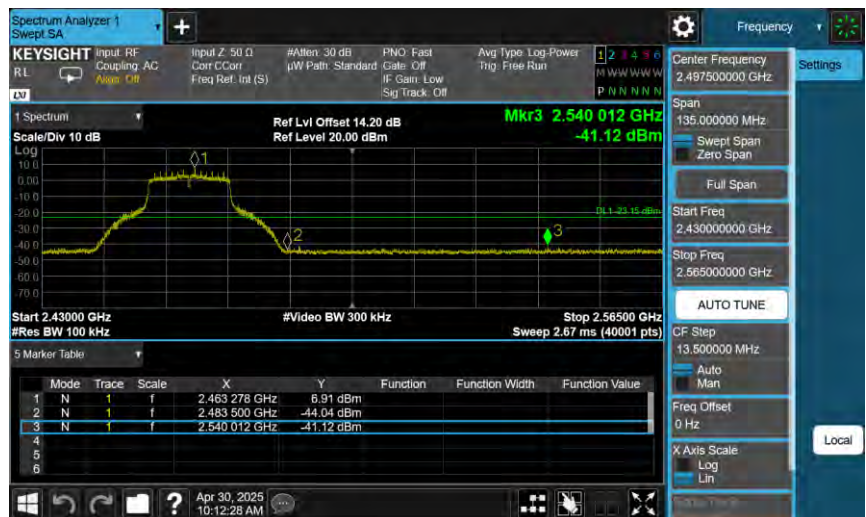 Spectrum Analyzer 1
Swept SA
+
Frequency
KEYSIGHT
RL
LXI
Input: RF
Coupling: AC
Align: Off
Input Z: 50 Ω
Corr CCorr
Freq Ref: Int (S)
#Atten: 30 dB
µW Path: Standard
PNO: Fast
Gate: Off
IF Gain: Low
Sig Track: Off
Avg Type: Log-Power
Trig: Free Run
1 2 3 4 5 6
M W W W W W
P N N N N N
1 Spectrum
Scale/Div 10 dB
Ref Lvl Offset 14.20 dB
Ref Level 20.00 dBm
Mkr3 2.540 012 GHz
-41.12 dBm
Log
10.0
0.00
-10.0
-20.0
-30.0
-40.0
-50.0
-60.0
-70.0
1
2
3
DL1 -23.15 dBm
Start 2.43000 GHz
#Res BW 100 kHz
#Video BW 300 kHz
Stop 2.56500 GHz
Sweep 2.67 ms (40001 pts)
5 Marker Table
Mode Trace Scale X Y Function Function Width Function Value
1 N 1 f 2.463 278 GHz 6.91 dBm
2 N 1 f 2.483 500 GHz -44.04 dBm
3 N 1 f 2.540 012 GHz -41.12 dBm
4
5
6
?
Apr 30, 2025
10:12:28 AM
Center Frequency
2.497500000 GHz
Span
135.000000 MHz
Swept Span
Zero Span
Full Span
Start Freq
2.430000000 GHz
Stop Freq
2.565000000 GHz
AUTO TUNE
CF Step
13.500000 MHz
Auto
Man
Freq Offset
0 Hz
X Axis Scale
Log
Lin
Settings
Local